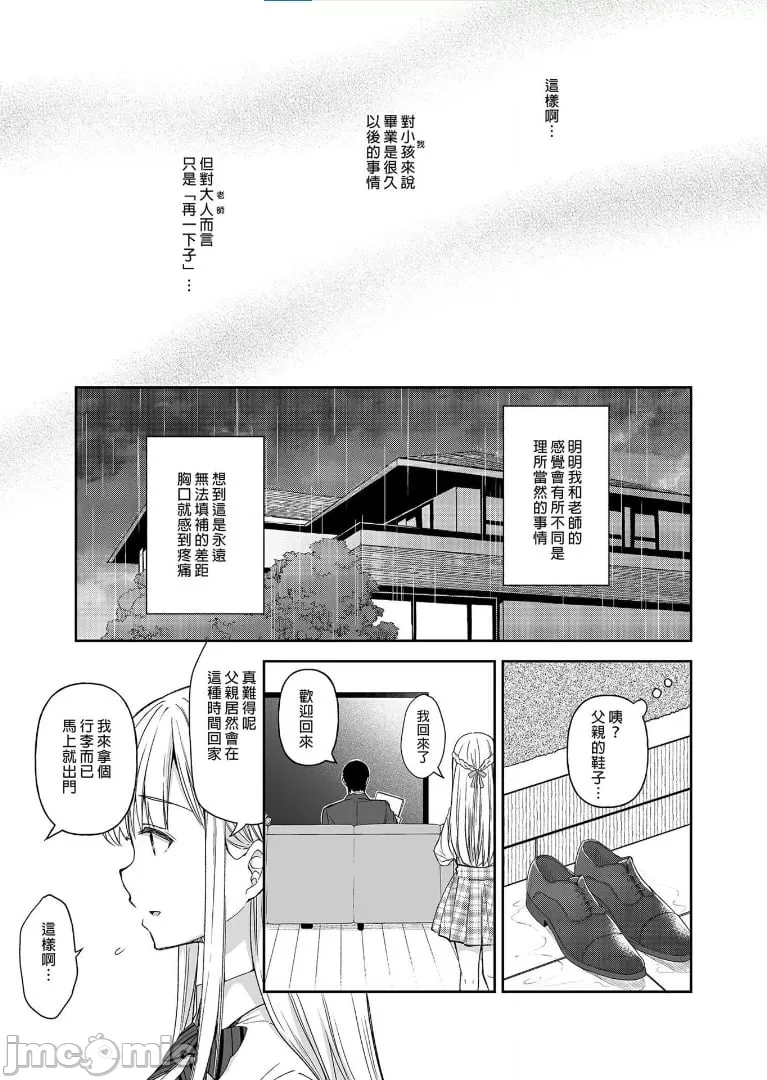 這樣啊…
對小孩來說
我
畢業是很久
以後的事情
但對大人而言
老師
只是「再一下子」…
明明我和老師的
感覺會有所不同是
理所當然的事情
想到這是永遠
無法填補的差距
胸口就感到疼痛
咦？
父親的鞋子…
我回來了
歡迎回來
真難得呢
父親居然會在
這種時間回家
我來拿個
行李而已
馬上就出門
這樣啊…
jmcomic